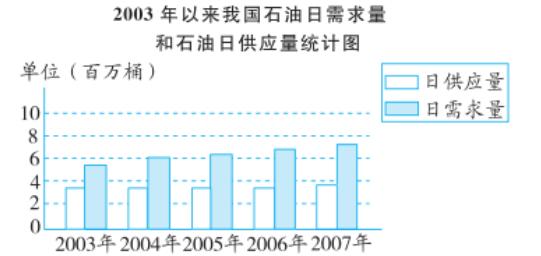 2003 年以来我国石油日需求量
和石油日供应量统计图
单位（百万桶）
日供应量
日需求量
10
8
6
4
2
0
2003年 2004年 2005年 2006年 2007年